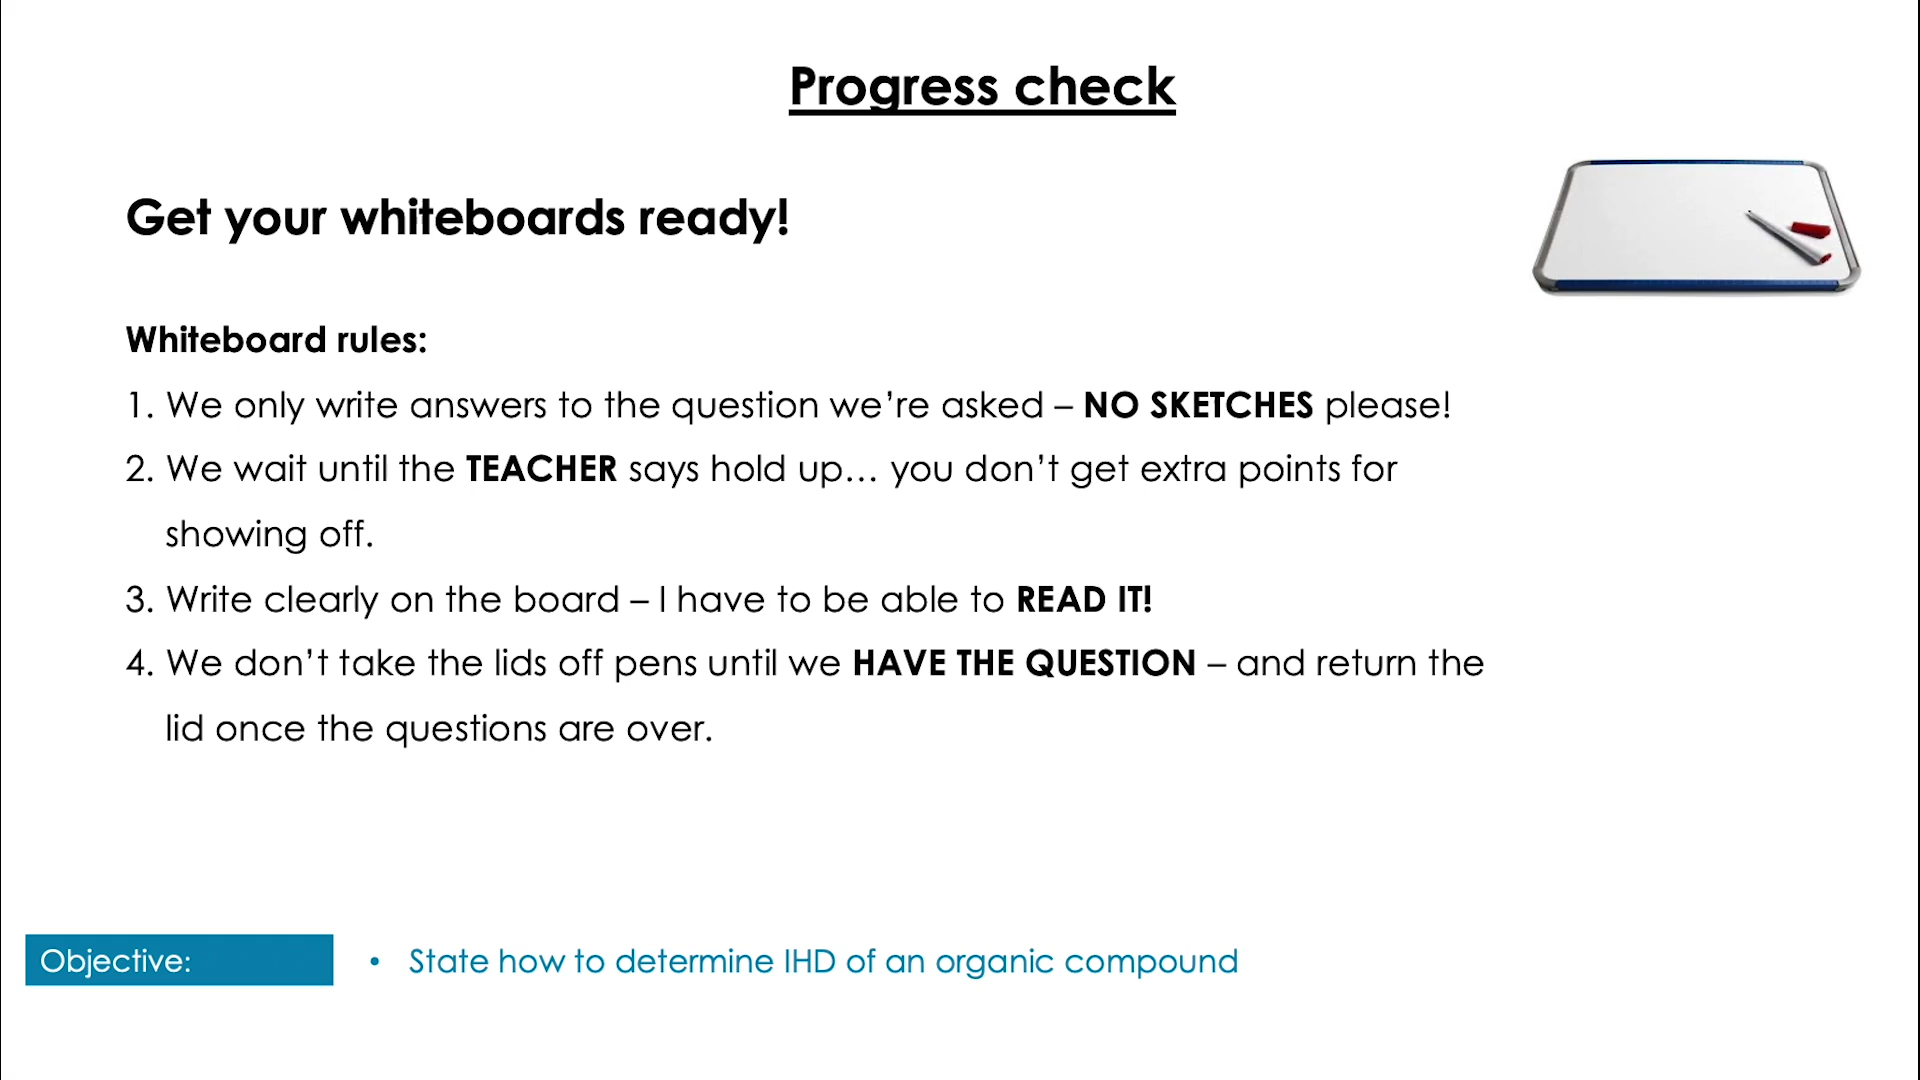 Progress check
Get your whiteboards ready!
Whiteboard rules:
1. We only write answers to the question we’re asked – NO SKETCHES please!
2. We wait until the TEACHER says hold up… you don’t get extra points for
showing off.
3. Write clearly on the board – I have to be able to READ IT!
4. We don’t take the lids off pens until we HAVE THE QUESTION – and return the
lid once the questions are over.
Objective:
• State how to determine IHD of an organic compound